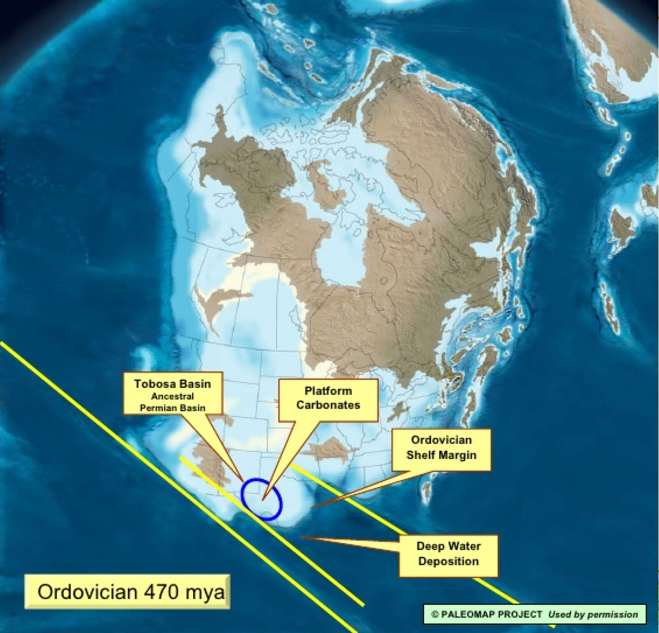 Tobosa Basin
Ancestral
Permian Basin
Platform
Carbonates
Ordovician
Shelf Margin
Deep Water
Deposition
Ordovician 470 mya
© PALEOMAP PROJECT Used by permission